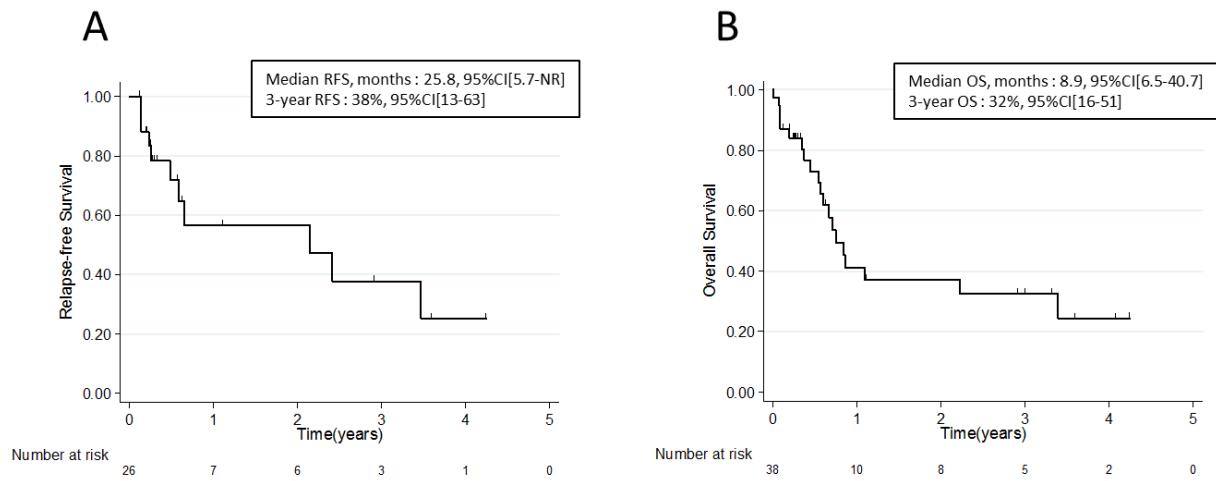 A
Median RFS, months : 25.8, 95%CI[5.7-NR]
3-year RFS : 38%, 95%CI[13-63]
1.00
0.80
0.60
0.40
0.20
0.00
Relapse-free Survival
0 1 2 3 4 5
Time(years)
Number at risk
26 7 6 3 1 0
B
Median OS, months : 8.9, 95%CI[6.5-40.7]
3-year OS : 32%, 95%CI[16-51]
1.00
0.80
0.60
0.40
0.20
0.00
Overall Survival
0 1 2 3 4 5
Time(years)
Number at risk
38 10 8 5 2 0